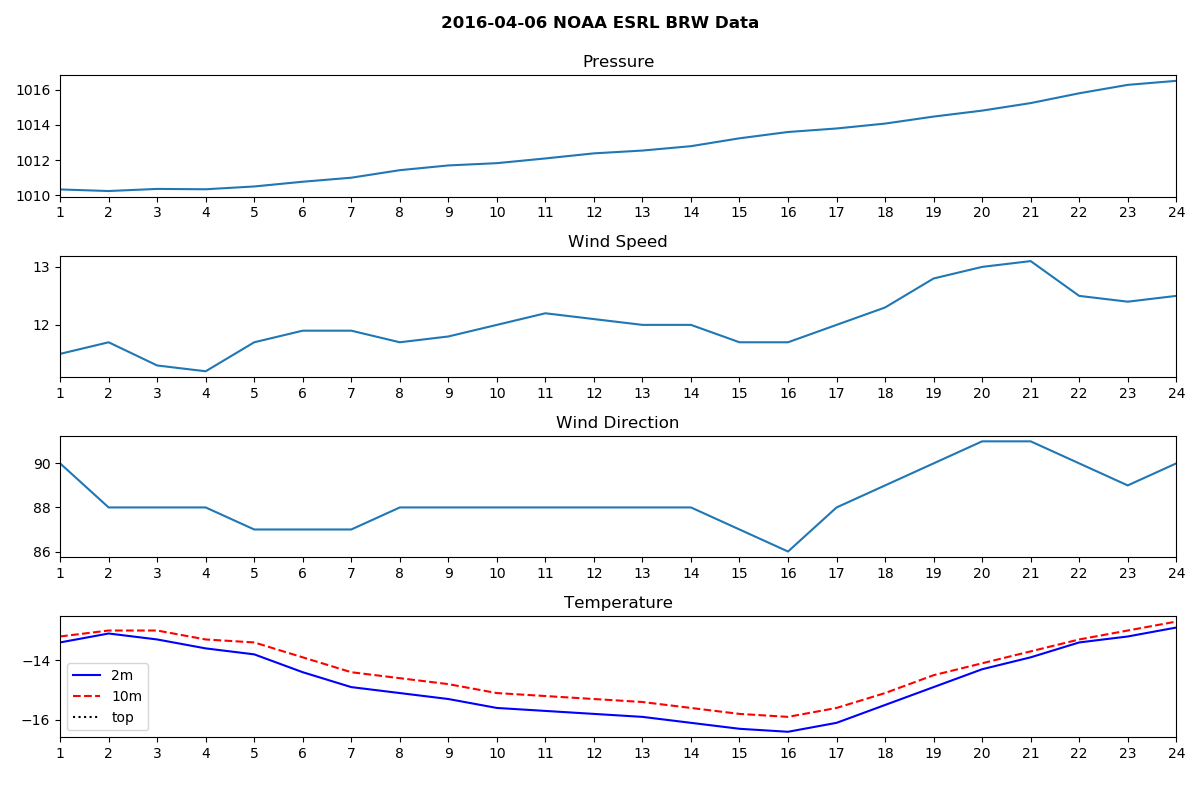 2016-04-06 NOAA ESRL BRW Data
Pressure
1016
1014
1012
1010
1 2 3 4 5 6 7 8 9 10 11 12 13 14 15 16 17 18 19 20 21 22 23 24
Wind Speed
13
12
1 2 3 4 5 6 7 8 9 10 11 12 13 14 15 16 17 18 19 20 21 22 23 24
Wind Direction
90
88
86
1 2 3 4 5 6 7 8 9 10 11 12 13 14 15 16 17 18 19 20 21 22 23 24
Temperature
−14
−16
2m
10m
top
1 2 3 4 5 6 7 8 9 10 11 12 13 14 15 16 17 18 19 20 21 22 23 24